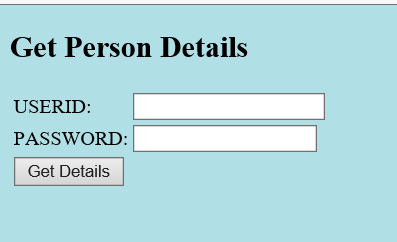 Get Person Details
USERID:
PASSWORD:
Get Details